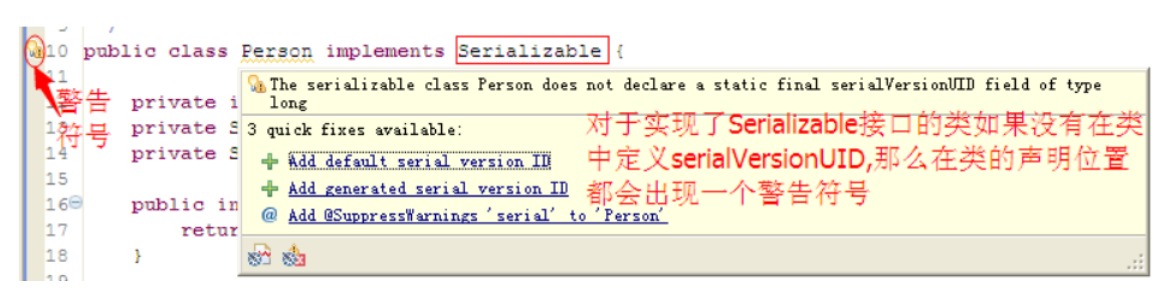 10 public class Person implements Serializable {
11
警告
符号
private i
13 private S
14 private S
15
16 public in
17 retur
18 }
The serializable class Person does not declare a static final serialVersionUID field of type
long
3 quick fixes available:
Add default serial version ID
Add generated serial version ID
@ Add @SuppressWarnings 'serial' to 'Person'
对于实现了Serializable接口的类如果没有在类
中定义serialVersionUID,那么在类的声明位置
都会出现一个警告符号